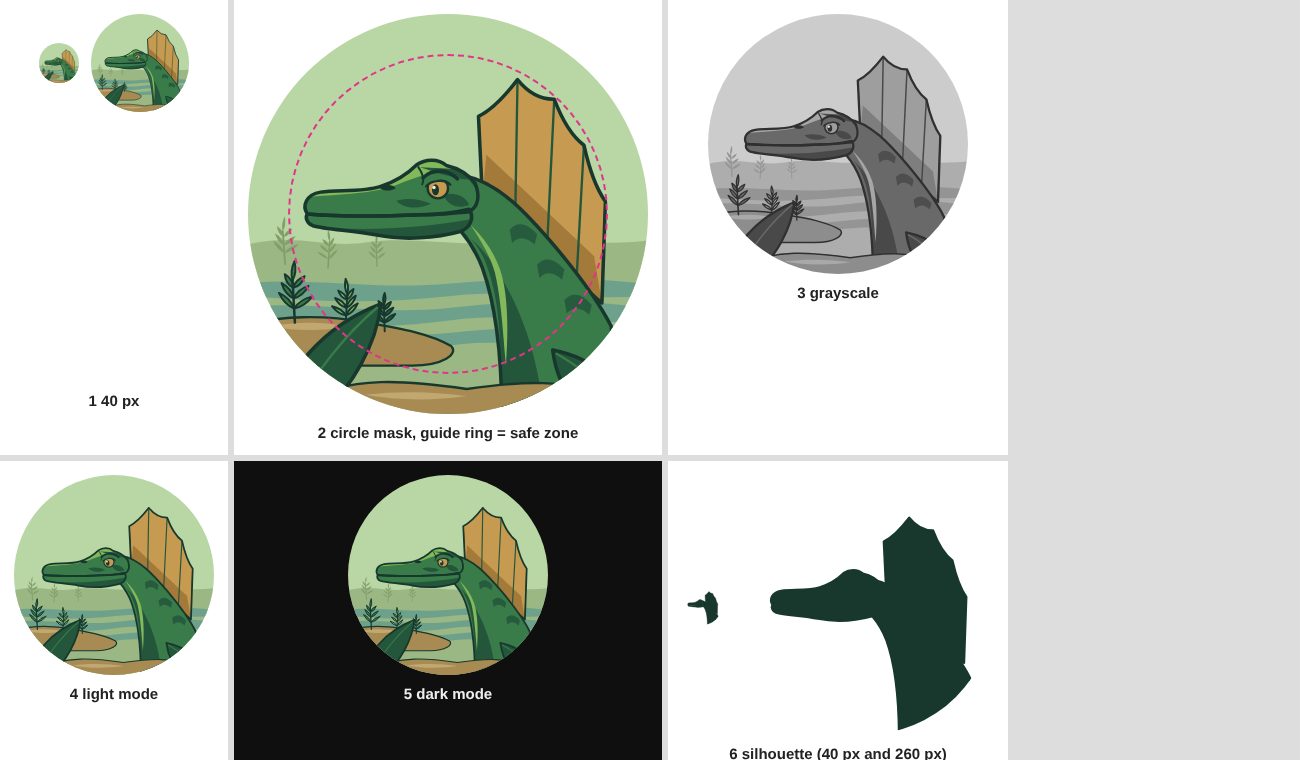 1 40 px
2 circle mask, guide ring = safe zone
3 grayscale
4 light mode
5 dark mode
6 silhouette (40 px and 260 px)